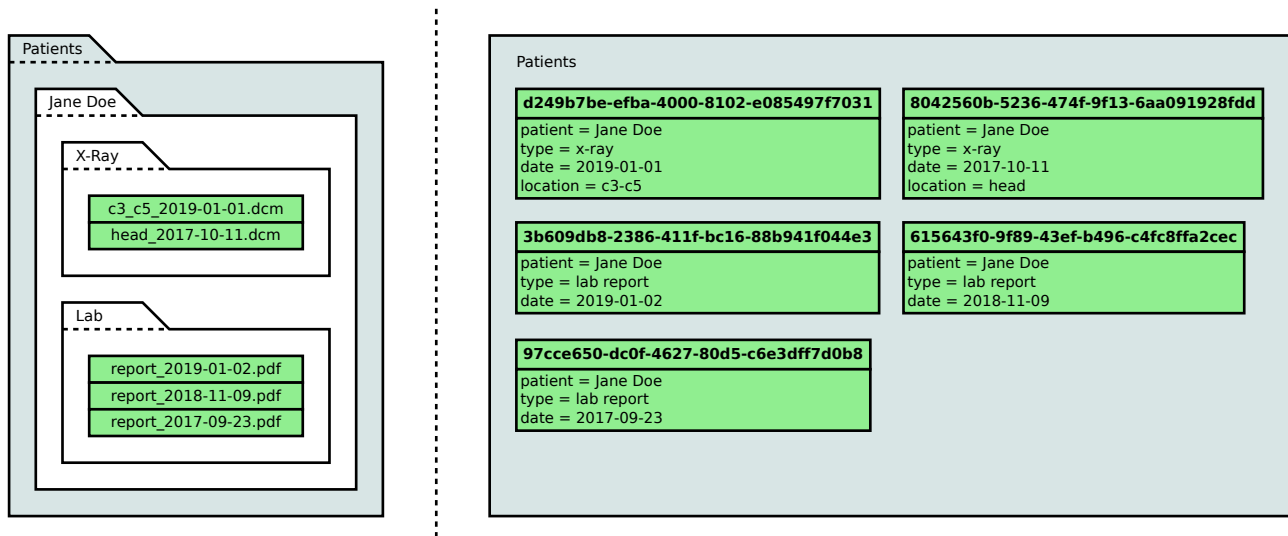 Patients
Jane Doe
X-Ray
c3_c5_2019-01-01.dcm
head_2017-10-11.dcm
Lab
report_2019-01-02.pdf
report_2018-11-09.pdf
report_2017-09-23.pdf
Patients
d249b7be-efba-4000-8102-e085497f7031
patient = Jane Doe
type = x-ray
date = 2019-01-01
location = c3-c5
8042560b-5236-474f-9f13-6aa091928fdd
patient = Jane Doe
type = x-ray
date = 2017-10-11
location = head
3b609db8-2386-411f-bc16-88b941f044e3
patient = Jane Doe
type = lab report
date = 2019-01-02
615643f0-9f89-43ef-b496-c4fc8ffa2cec
patient = Jane Doe
type = lab report
date = 2018-11-09
97cce650-dc0f-4627-80d5-c6e3dff7d0b8
patient = Jane Doe
type = lab report
date = 2017-09-23